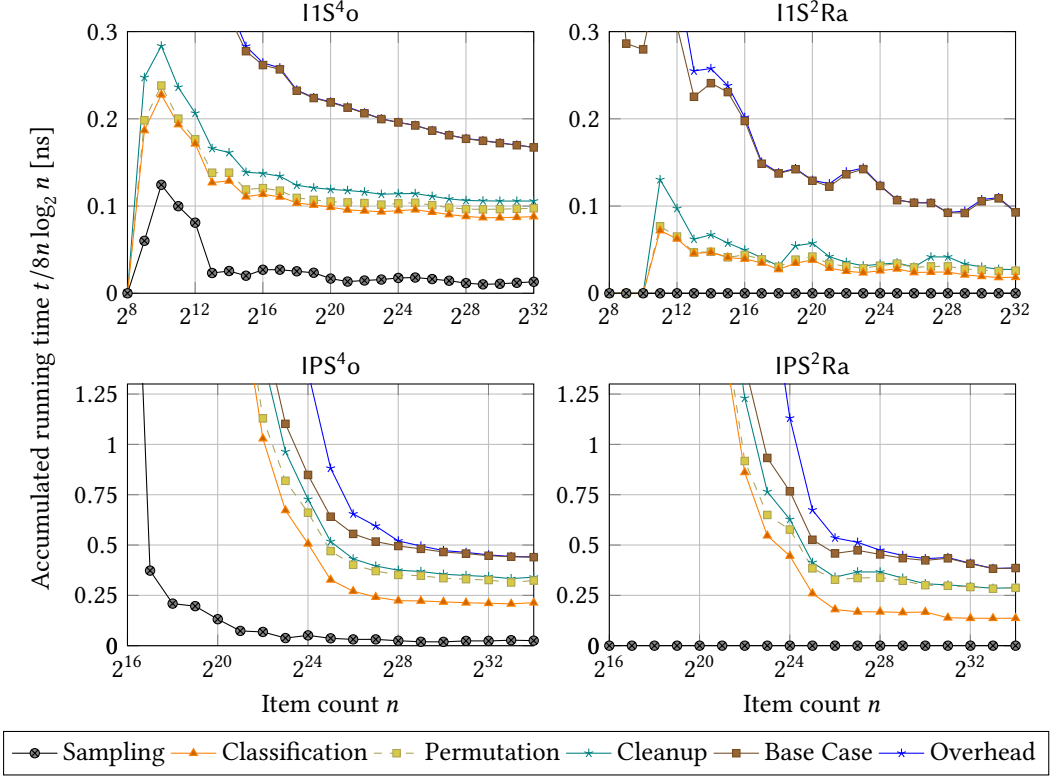 I1S⁴o
I1S²Ra
0.3
0.2
0.1
0
2⁸ 2¹² 2¹⁶ 2²⁰ 2²⁴ 2²⁸ 2³²
0.3
0.2
0.1
0
2⁸ 2¹² 2¹⁶ 2²⁰ 2²⁴ 2²⁸ 2³²
Accumulated running time t/8n log₂ n [ns]
IPS⁴o
IPS²Ra
1.25
1
0.75
0.5
0.25
0
2¹⁶ 2²⁰ 2²⁴ 2²⁸ 2³²
1.25
1
0.75
0.5
0.25
0
2¹⁶ 2²⁰ 2²⁴ 2²⁸ 2³²
Item count n
Item count n
Sampling Classification Permutation Cleanup Base Case Overhead